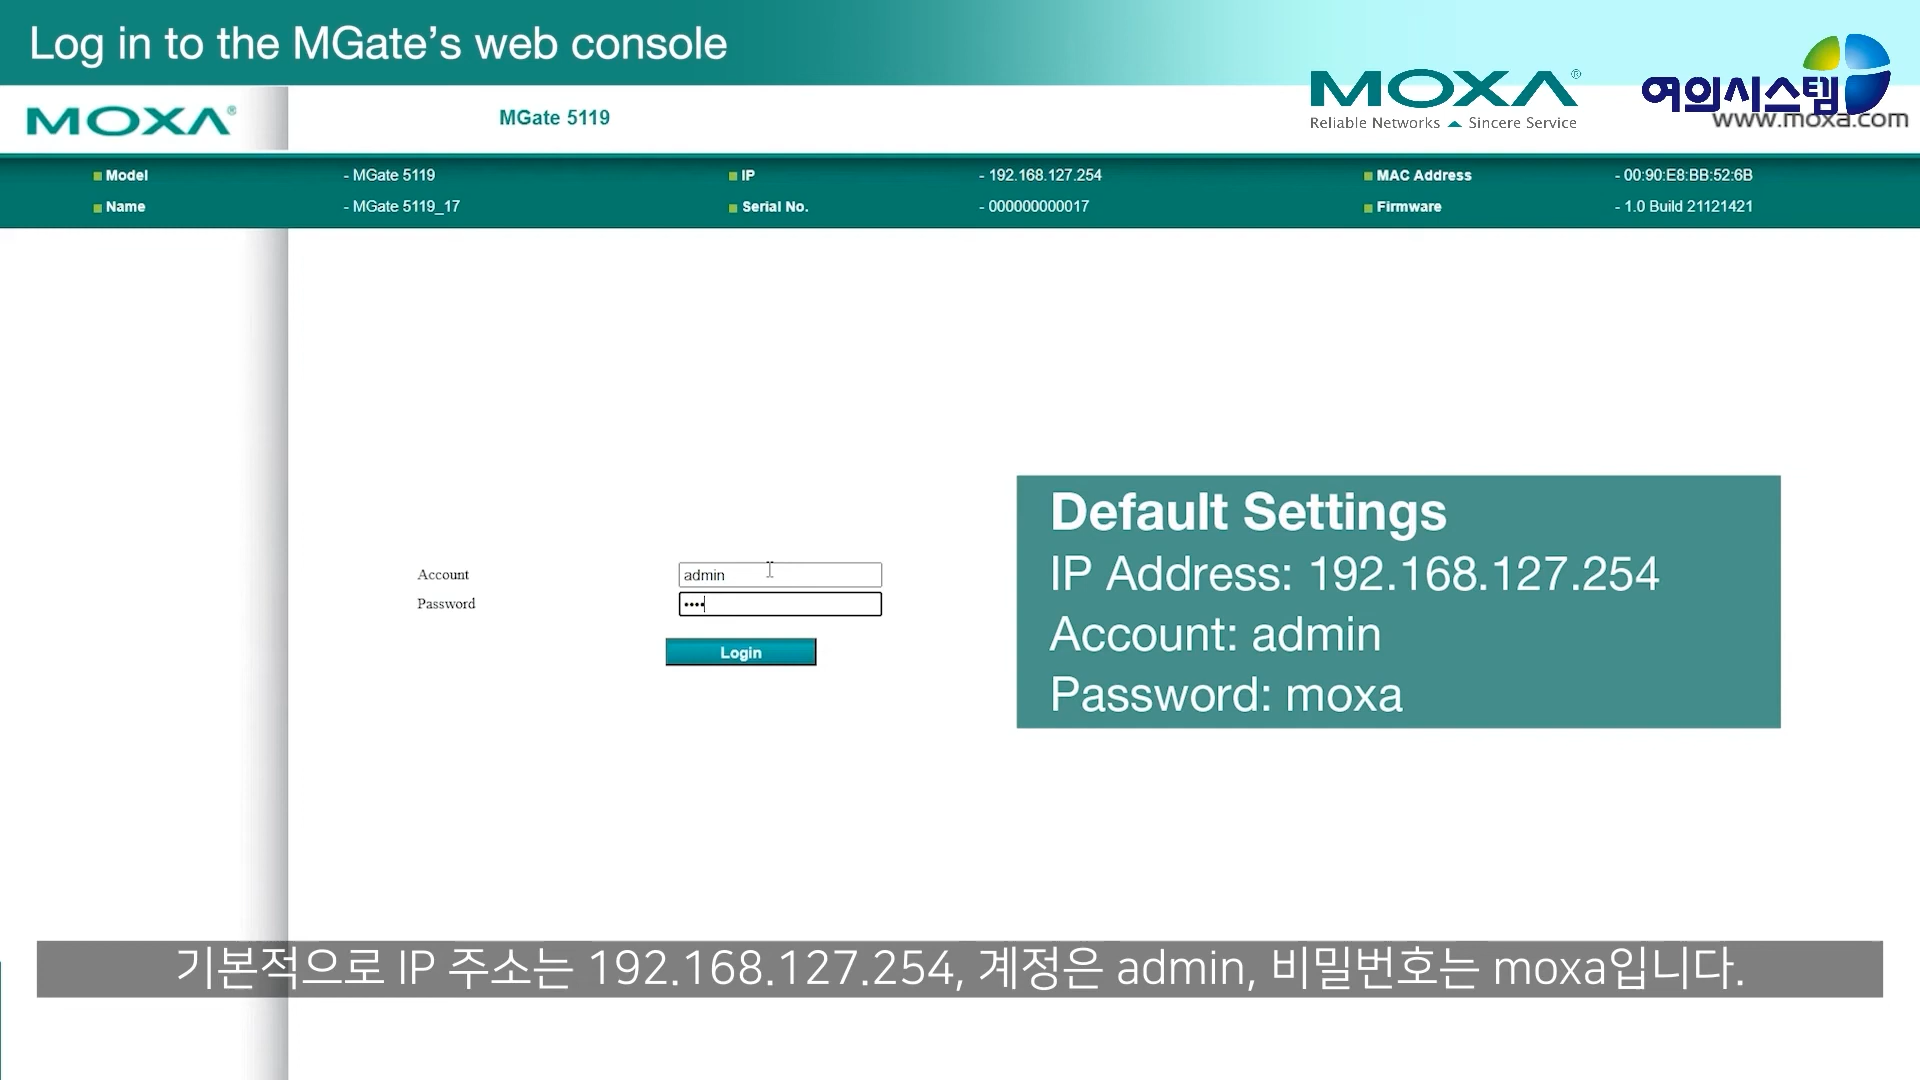 Log in to the MGate’s web console
MOXA®
MGate 5119
MOXA®
Reliable Networks ▲ Sincere Service
여의시스템
www.moxa.com
Model - MGate 5119 IP - 192.168.127.254 MAC Address - 00:90:E8:BB:52:6B
Name - MGate 5119_17 Serial No. - 000000000017 Firmware - 1.0 Build 21121421
Account admin
Password ••••
Login
Default Settings
IP Address: 192.168.127.254
Account: admin
Password: moxa
기본적으로 IP 주소는 192.168.127.254, 계정은 admin, 비밀번호는 moxa입니다.